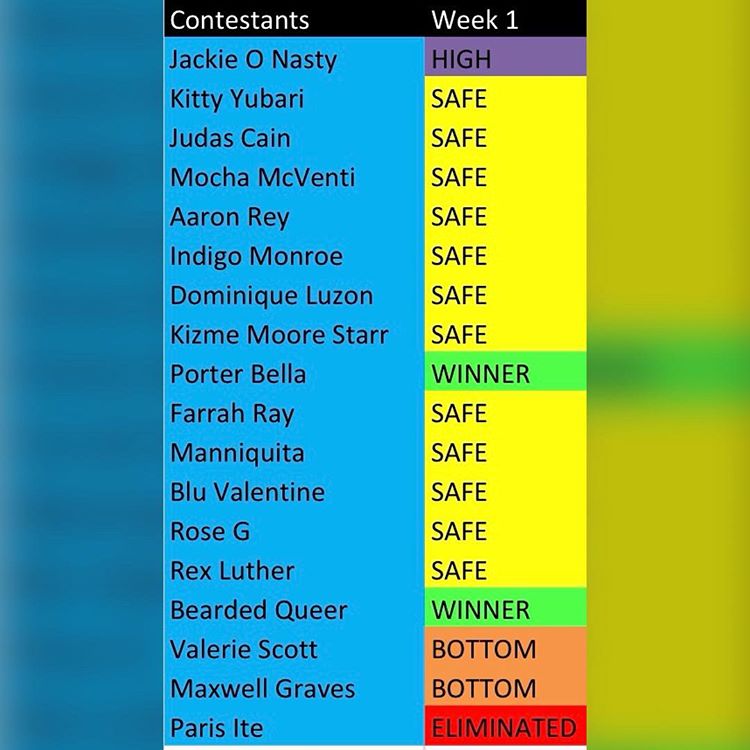 Contestants Week 1
Jackie O Nasty HIGH
Kitty Yubari SAFE
Judas Cain SAFE
Mocha McVenti SAFE
Aaron Rey SAFE
Indigo Monroe SAFE
Dominique Luzon SAFE
Kizme Moore Starr SAFE
Porter Bella WINNER
Farrah Ray SAFE
Manniquita SAFE
Blu Valentine SAFE
Rose G SAFE
Rex Luther SAFE
Bearded Queer WINNER
Valerie Scott BOTTOM
Maxwell Graves BOTTOM
Paris Ite ELIMINATED